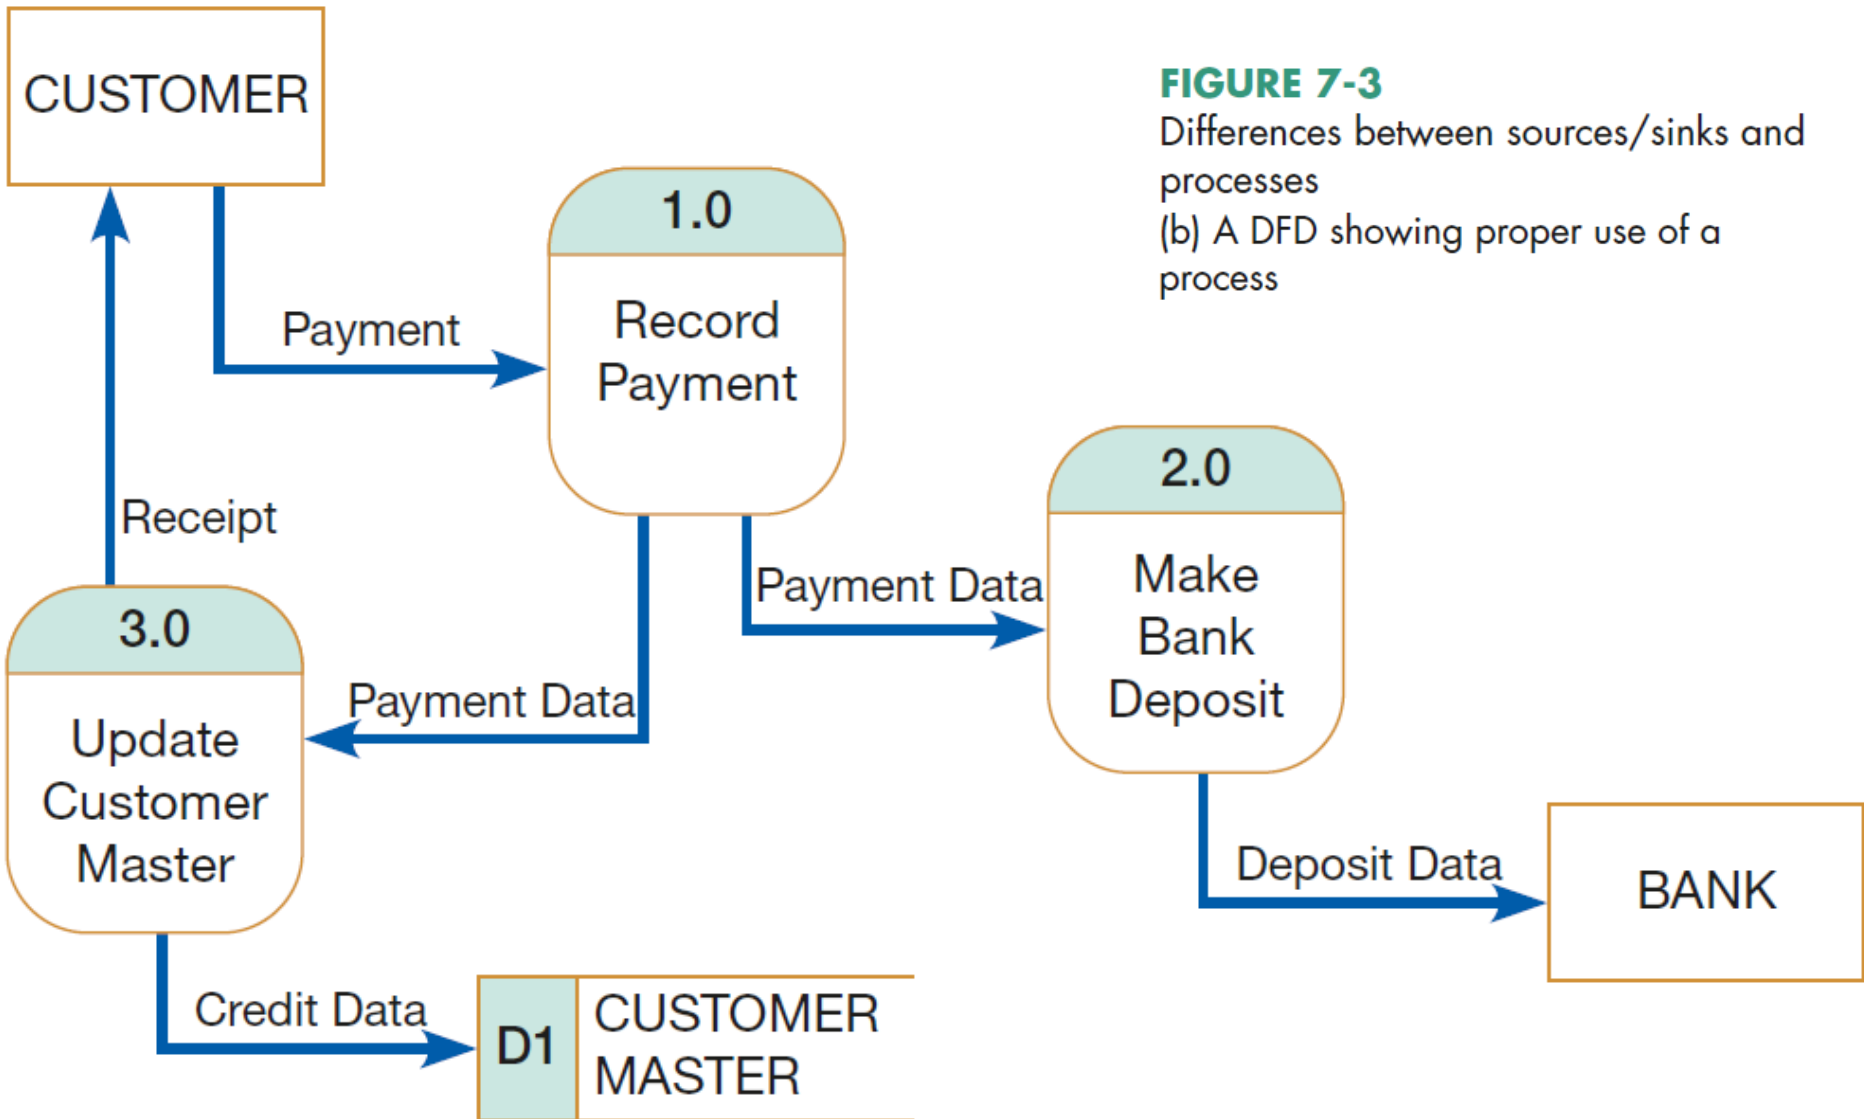 CUSTOMER
FIGURE 7-3
Differences between sources/sinks and
processes
(b) A DFD showing proper use of a
process
1.0
Record
Payment
Payment
2.0
Make
Bank
Deposit
Receipt
Payment Data
3.0
Update
Customer
Master
Payment Data
Deposit Data
BANK
Credit Data
D1
CUSTOMER
MASTER